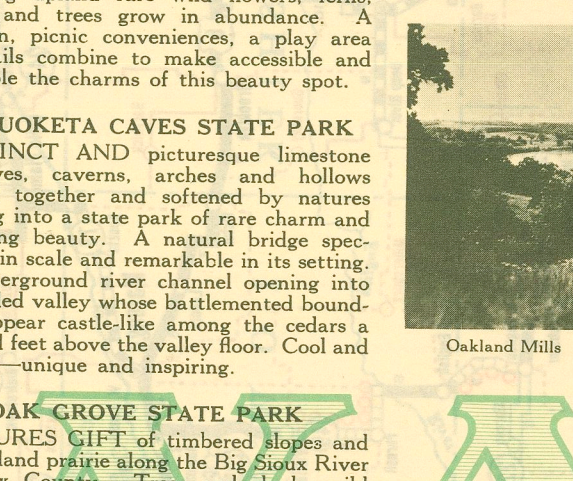 and trees grow in abundance. A
picnic conveniences, a play area
combine to make accessible and
the charms of this beauty spot.
UOKETA CAVES STATE PARK
INCT AND picturesque limestone
ves, caverns, arches and hollows
together and softened by natures
g into a state park of rare charm and
ng beauty. A natural bridge spec-
in scale and remarkable in its setting.
erground river channel opening into
led valley whose battlemented bound-
ppear castle-like among the cedars a
d feet above the valley floor. Cool and
—unique and inspiring.
OAK GROVE STATE PARK
URES GIFT of timbered slopes and
land prairie along the Big Sioux River
Oakland Mills